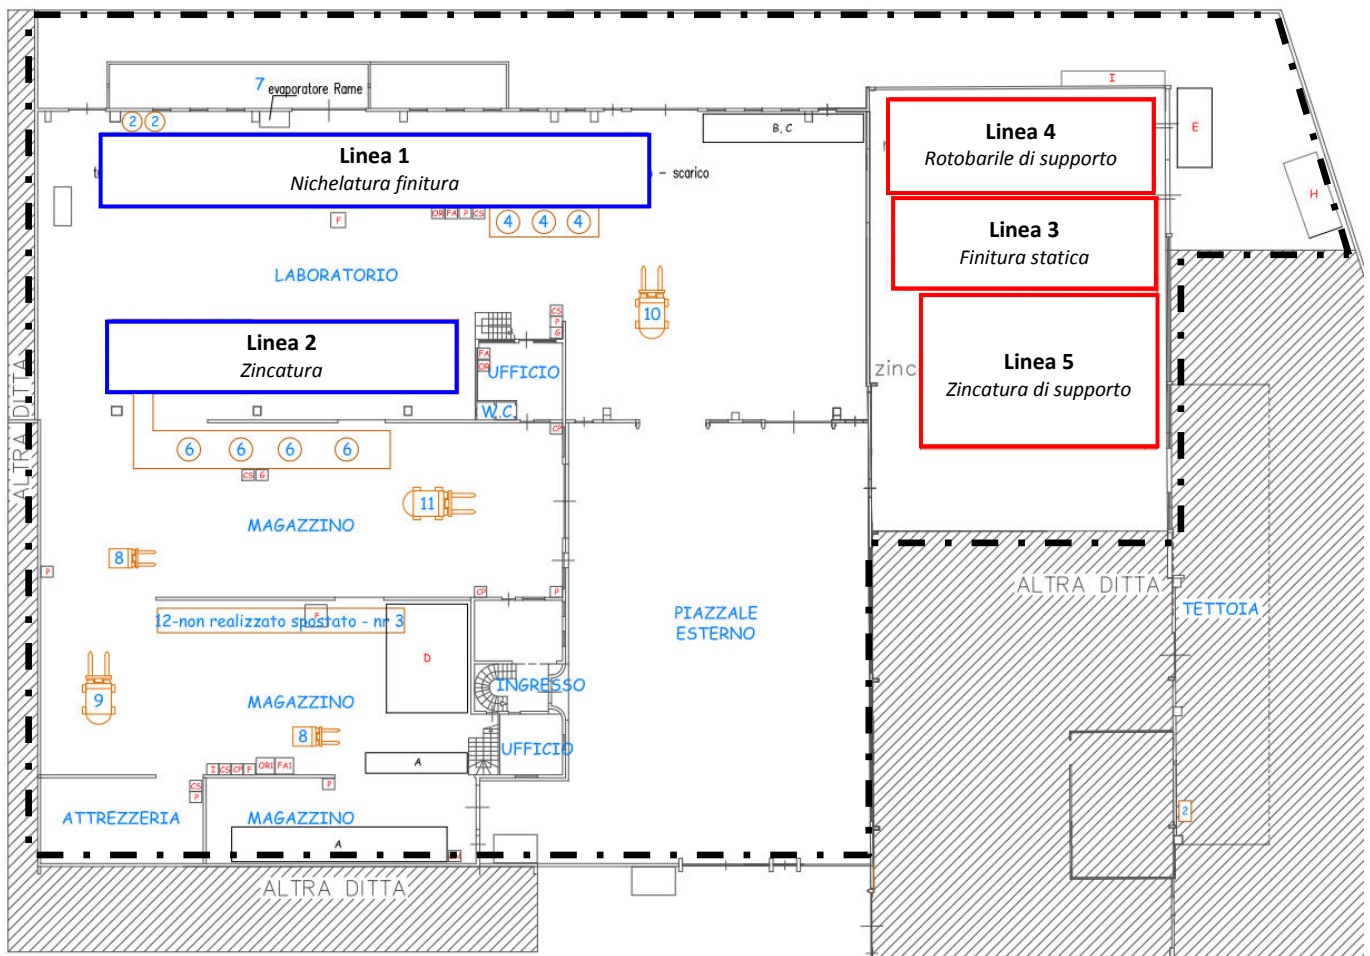 I
7 evaporatore Rame
E
2 2
B, C
Linea 4
Rotobarile di supporto
Linea 1
Nichelatura finitura
- scarico
H
OR FA P CS
F
4 4 4
Linea 3
Finitura statica
LABORATORIO
10
CS
P
G
Linea 2
Zincatura
FA
OR
UFFICIO
zinc
Linea 5
Zincatura di supporto
W.C.
ALTRA DITTA
CP
6 6 6 6
CS G
11
MAGAZZINO
8
P
CP
P
ALTRA DITTA
TETTOIA
12-non realizzato spostato - nr 3
F
PIAZZALE
ESTERNO
D
INGRESSO
9
MAGAZZINO
8
UFFICIO
A
I CS CP F OR1 FA1
CS
P
P
2
ATTREZZERIA
MAGAZZINO
A
ALTRA DITTA